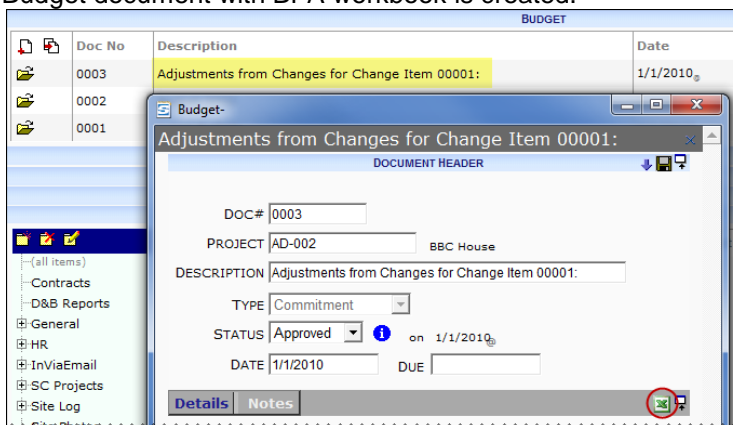 Budget document with BFA workbook is created.
BUDGET
Doc No Description Date
0003 Adjustments from Changes for Change Item 00001: 1/1/2010@
0002
0001
Budget-
Adjustments from Changes for Change Item 00001:
DOCUMENT HEADER
DOC# 0003
PROJECT AD-002 BBC House
DESCRIPTION Adjustments from Changes for Change Item 00001:
TYPE Commitment
STATUS Approved on 1/1/2010@
DATE 1/1/2010 DUE
Details Notes
(all items)
Contracts
D&B Reports
General
HR
InViaEmail
SC Projects
Site Log